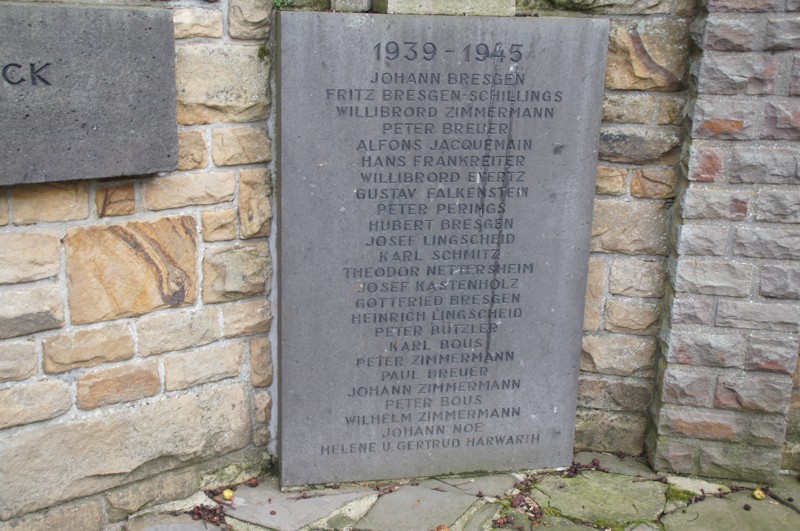 CK
1939 - 1945
JOHANN BRESGEN
FRITZ BRESGEN-SCHILLINGS
WILLIBRORD ZIMMERMANN
PETER BREUER
ALFONS JACQUEMAIN
HANS FRANKREITER
WILLIBRORD EVERTZ
GUSTAV FALKENSTEIN
PETER PERINGS
HUBERT BRESGEN
JOSEF LINGSCHEID
KARL SCHMITZ
THEODOR NETTERSHEIM
JOSEF KASTENHOLZ
GOTTFRIED BRESGEN
HEINRICH LINGSCHEID
PETER BÜTZLER
KARL BOUS
PETER ZIMMERMANN
PAUL BREUER
JOHANN ZIMMERMANN
PETER BOUS
WILHELM ZIMMERMANN
JOHANN NOE
HELENE U. GERTRUD HARWARTH